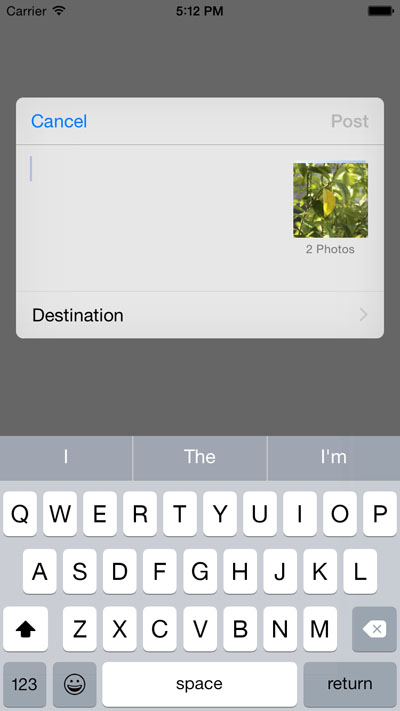 Carrier 5:12 PM
Cancel Post
2 Photos
Destination
I The I'm
Q W E R T Y U I O P
A S D F G H J K L
Z X C V B N M
123 space return